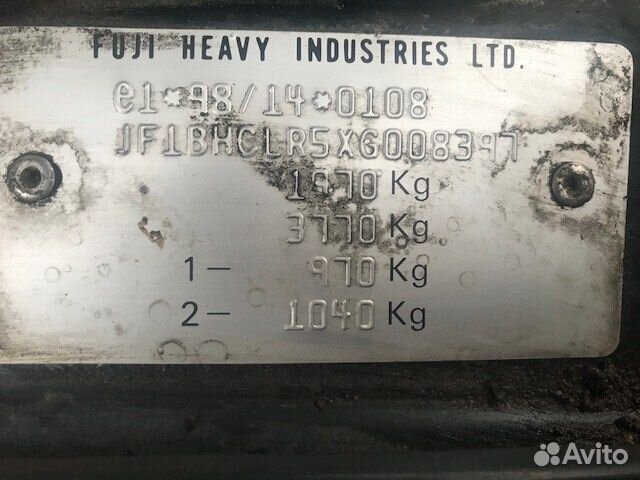 FUJI HEAVY INDUSTRIES LTD.
e1*98/14*0108
JF1BHCLR5XG008397
1970 Kg
3770 Kg
1- 970 Kg
2- 1040 Kg
Avito